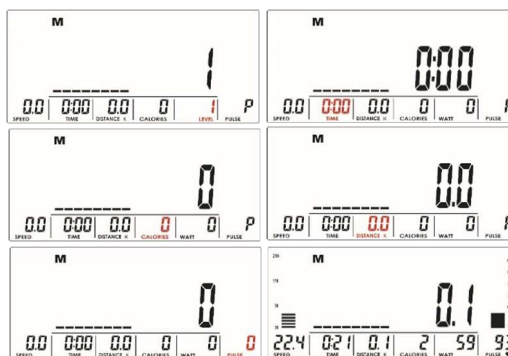 M
1
0.0 0:00 0.0 0 1 P
SPEED TIME DISTANCE K CALORIES LEVEL PULSE
M
0:00
0.0 0:00 0.0 0 0
SPEED TIME DISTANCE K CALORIES WATT PULSE
M
0
0.0 0:00 0.0 0 0 P
SPEED TIME DISTANCE K CALORIES WATT PULSE
M
0.0
0.0 0:00 0.0 0 0
SPEED TIME DISTANCE K CALORIES WATT PULSE
M
0
0.0 0:00 0.0 0 0 0
SPEED TIME DISTANCE K CALORIES WATT PULSE
M
0.1
22.4 0:21 0.1 2 59 93
SPEED TIME DISTANCE K CALORIES WATT PULSE